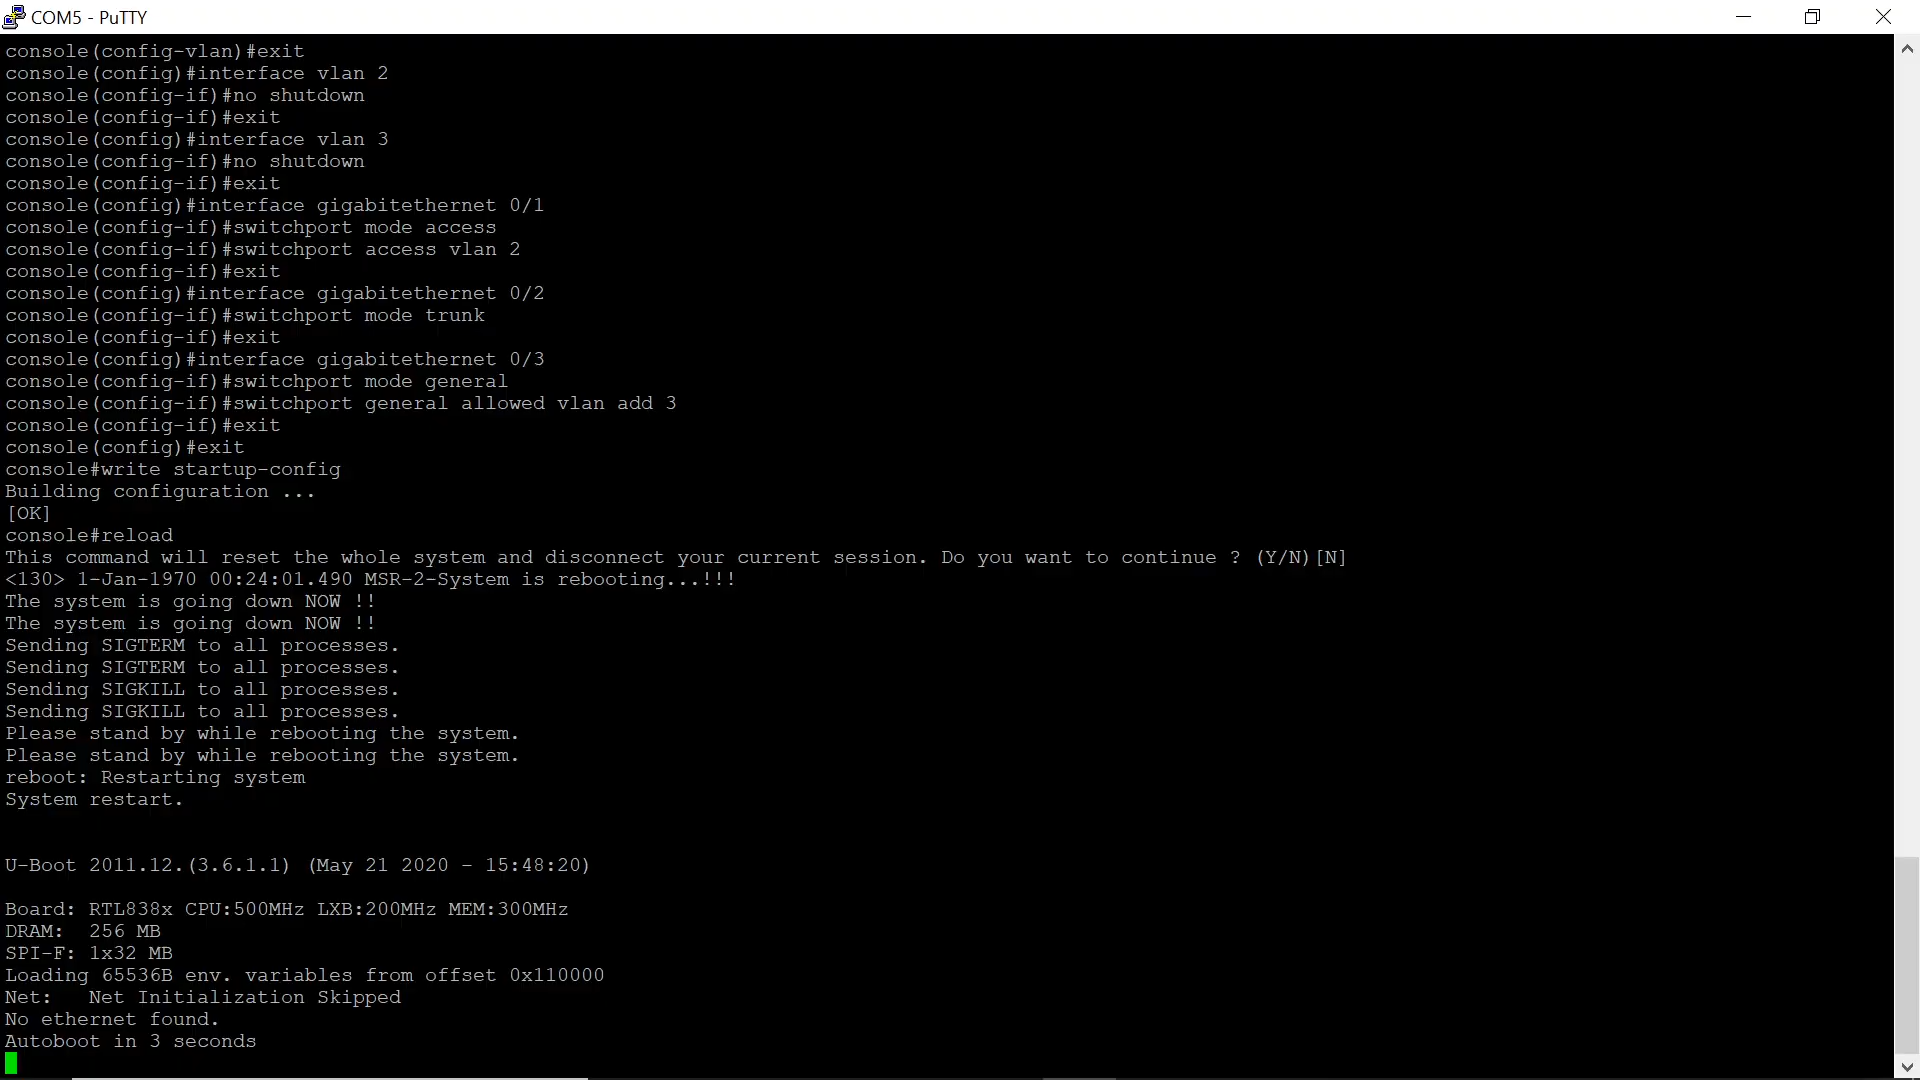 COM5 - PuTTY
console(config-vlan)#exit
console(config)#interface vlan 2
console(config-if)#no shutdown
console(config-if)#exit
console(config)#interface vlan 3
console(config-if)#no shutdown
console(config-if)#exit
console(config)#interface gigabitethernet 0/1
console(config-if)#switchport mode access
console(config-if)#switchport access vlan 2
console(config-if)#exit
console(config)#interface gigabitethernet 0/2
console(config-if)#switchport mode trunk
console(config-if)#exit
console(config)#interface gigabitethernet 0/3
console(config-if)#switchport mode general
console(config-if)#switchport general allowed vlan add 3
console(config-if)#exit
console(config)#exit
console#write startup-config
Building configuration ...
[OK]
console#reload
This command will reset the whole system and disconnect your current session. Do you want to continue ? (Y/N)[N]
<130> 1-Jan-1970 00:24:01.490 MSR-2-System is rebooting...!!!
The system is going down NOW !!
The system is going down NOW !!
Sending SIGTERM to all processes.
Sending SIGTERM to all processes.
Sending SIGKILL to all processes.
Sending SIGKILL to all processes.
Please stand by while rebooting the system.
Please stand by while rebooting the system.
reboot: Restarting system
System restart.
U-Boot 2011.12.(3.6.1.1) (May 21 2020 - 15:48:20)
Board: RTL838x CPU:500MHz LXB:200MHz MEM:300MHz
DRAM:  256 MB
SPI-F: 1x32 MB
Loading 65536B env. variables from offset 0x110000
Net:   Net Initialization Skipped
No ethernet found.
Autoboot in 3 seconds